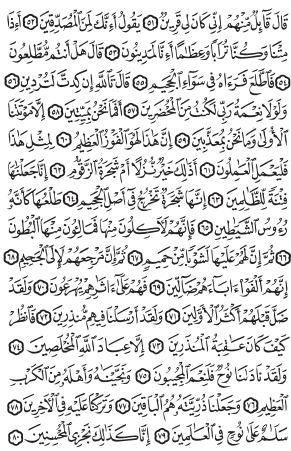 قَالَ قَآئِلٌ مِّنْهُمْ إِنِّى كَانَ لِى قَرِينٌ ٥١ يَقُولُ أَءِنَّكَ لَمِنَ ٱلْمُصَدِّقِينَ ٥٢ أَءِذَا
مِتْنَا وَكُنَّا تُرَابًا وَعِظَٰمًا أَءِنَّا لَمَدِينُونَ ٥٣ قَالَ هَلْ أَنتُم مُّطَّلِعُونَ
٥٤ فَٱطَّلَعَ فَرَءَاهُ فِى سَوَآءِ ٱلْجَحِيمِ ٥٥ قَالَ تَٱللَّهِ إِن كِدتَّ لَتُرْدِينِ ٥٦
وَلَوْلَا نِعْمَةُ رَبِّى لَكُنتُ مِنَ ٱلْمُحْضَرِينَ ٥٧ أَفَمَا نَحْنُ بِمَيِّتِينَ ٥٨ إِلَّا مَوْتَتَنَا
ٱلْأُولَىٰ وَمَا نَحْنُ بِمُعَذَّبِينَ ٥٩ إِنَّ هَٰذَا لَهُوَ ٱلْفَوْزُ ٱلْعَظِيمُ ٦٠ لِمِثْلِ هَٰذَا
فَلْيَعْمَلِ ٱلْعَٰمِلُونَ ٦١ أَذَٰلِكَ خَيْرٌ نُّزُلًا أَمْ شَجَرَةُ ٱلزَّقُّومِ ٦٢ إِنَّا جَعَلْنَٰهَا
فِتْنَةً لِّلظَّٰلِمِينَ ٦٣ إِنَّهَا شَجَرَةٌ تَخْرُجُ فِىٓ أَصْلِ ٱلْجَحِيمِ ٦٤ طَلْعُهَا كَأَنَّهُۥ
رُءُوسُ ٱلشَّيَٰطِينِ ٦٥ فَإِنَّهُمْ لَءَاكِلُونَ مِنْهَا فَمَالِـُٔونَ مِنْهَا ٱلْبُطُونَ
٦٦ ثُمَّ إِنَّ لَهُمْ عَلَيْهَا لَشَوْبًا مِّنْ حَمِيمٍ ٦٧ ثُمَّ إِنَّ مَرْجِعَهُمْ لَإِلَى ٱلْجَحِيمِ ٦٨
إِنَّهُمْ أَلْفَوْا۟ ءَابَآءَهُمْ ضَآلِّينَ ٦٩ فَهُمْ عَلَىٰٓ ءَاثَٰرِهِمْ يُهْرَعُونَ ٧٠ وَلَقَدْ
ضَلَّ قَبْلَهُمْ أَكْثَرُ ٱلْأَوَّلِينَ ٧١ وَلَقَدْ أَرْسَلْنَا فِيهِم مُّنذِرِينَ ٧٢ فَٱنظُرْ
كَيْفَ كَانَ عَٰقِبَةُ ٱلْمُنذَرِينَ ٧٣ إِلَّا عِبَادَ ٱللَّهِ ٱلْمُخْلَصِينَ ٧٤
وَلَقَدْ نَادَىٰنَا نُوحٌ فَلَنِعْمَ ٱلْمُجِيبُونَ ٧٥ وَنَجَّيْنَٰهُ وَأَهْلَهُۥ مِنَ ٱلْكَرْبِ
ٱلْعَظِيمِ ٧٦ وَجَعَلْنَا ذُرِّيَّتَهُۥ هُمُ ٱلْبَاقِينَ ٧٧ وَتَرَكْنَا عَلَيْهِ فِى ٱلْءَاخِرِينَ ٧٨
سَلَٰمٌ عَلَىٰ نُوحٍ فِى ٱلْعَٰلَمِينَ ٧٩ إِنَّا كَذَٰلِكَ نَجْزِى ٱلْمُحْسِنِينَ ٨٠